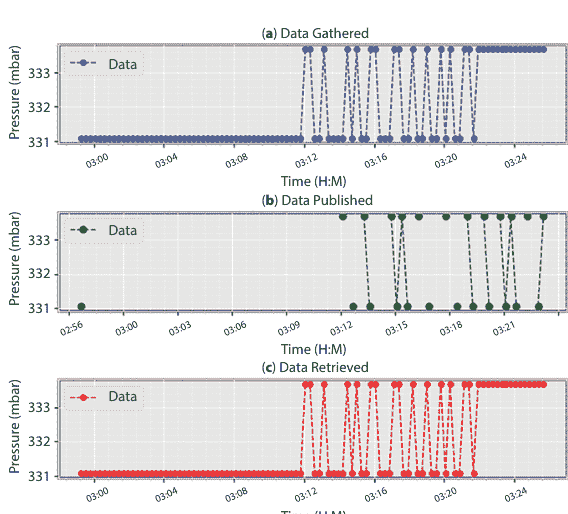 (a) Data Gathered
Pressure (mbar)
333
332
331
Data
03:00 03:04 03:08 03:12 03:16 03:20 03:24
Time (H:M)
(b) Data Published
Pressure (mbar)
333
332
331
Data
02:56 03:00 03:03 03:06 03:09 03:12 03:15 03:18 03:21
Time (H:M)
(c) Data Retrieved
Pressure (mbar)
333
332
331
Data
03:00 03:04 03:08 03:12 03:16 03:20 03:24